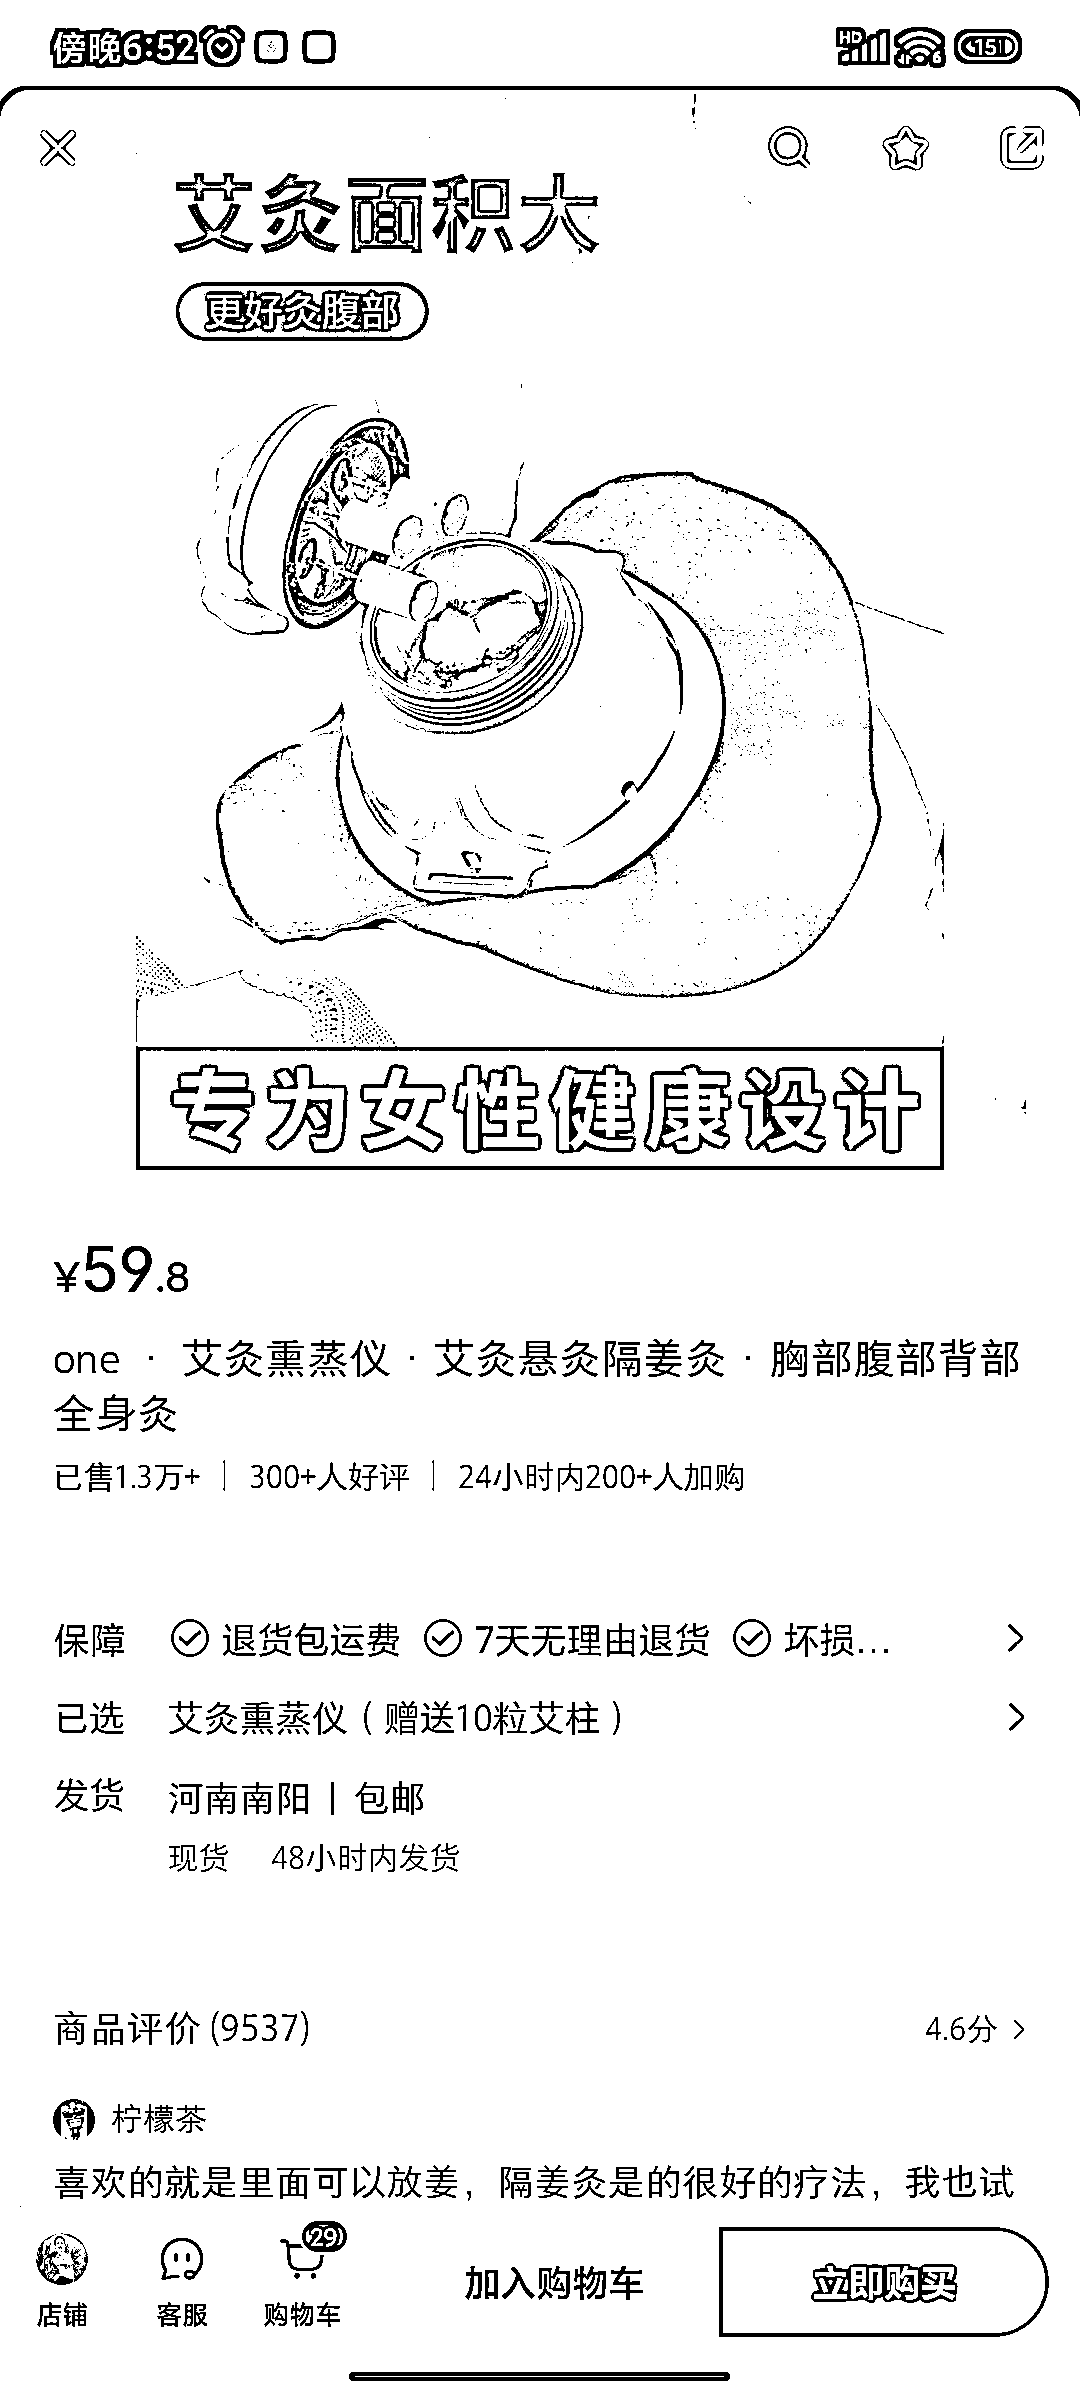 傍晚6:52
HD
6
15
艾灸面积大
更好灸腹部
专为女性健康设计
¥59.8
one · 艾灸熏蒸仪 · 艾灸悬灸隔姜灸 · 胸部腹部背部
全身灸
已售1.3万+ | 300+人好评 | 24小时内200+人加购
保障 退货包运费 7天无理由退货 坏损...
已选 艾灸熏蒸仪（赠送10粒艾柱）
发货 河南南阳 | 包邮
现货 48小时内发货
商品评价 (9537) 4.6分
柠檬茶
喜欢的就是里面可以放姜，隔姜灸是的很好的疗法，我也试
29
店铺 客服 购物车 加入购物车 立即购买